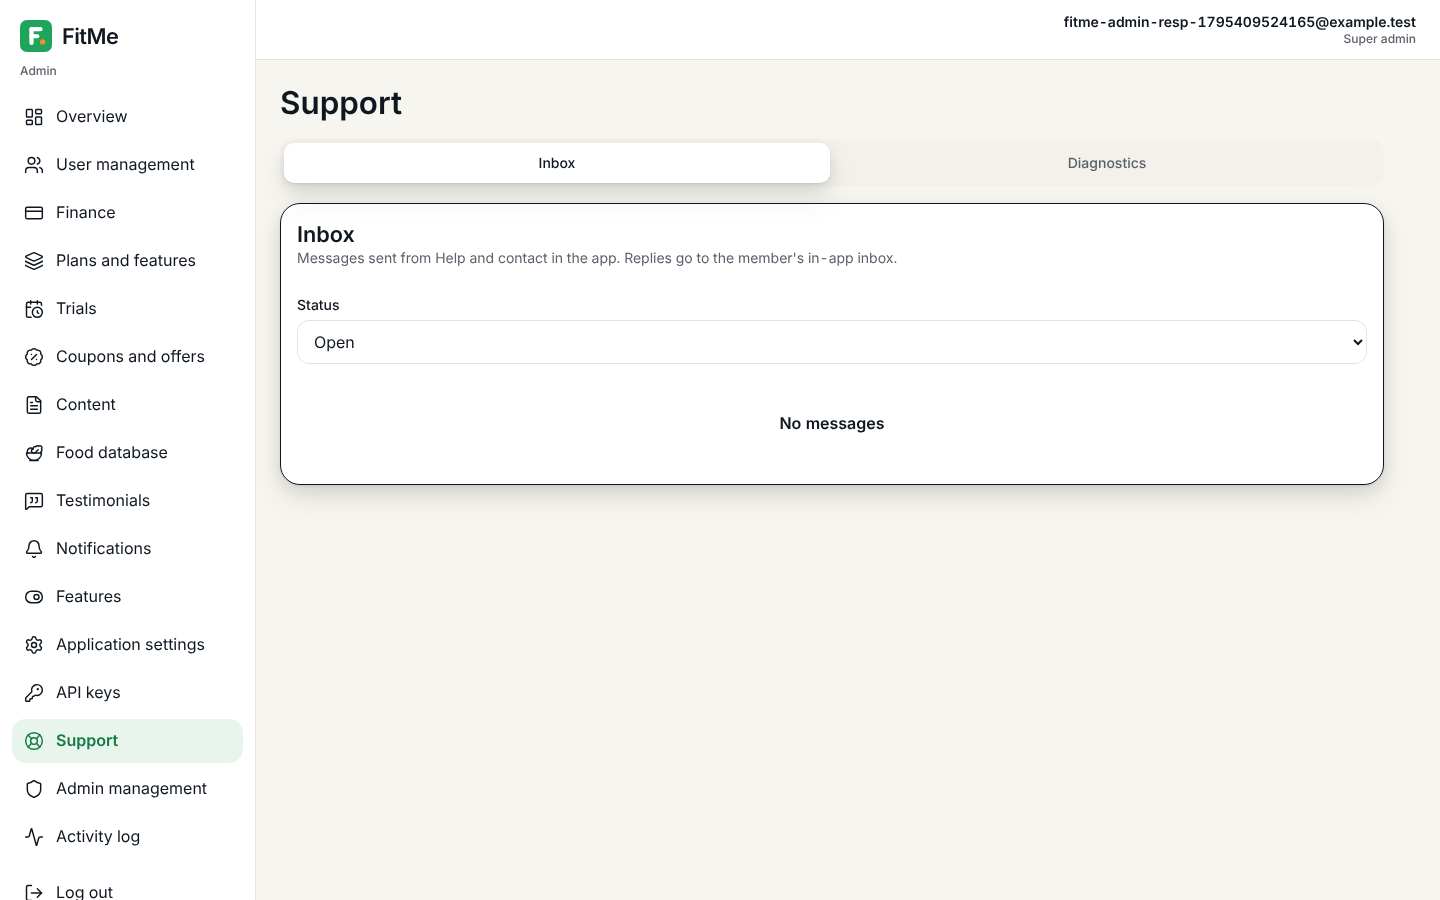 FitMe
Admin
Overview
User management
Finance
Plans and features
Trials
Coupons and offers
Content
Food database
Testimonials
Notifications
Features
Application settings
API keys
Support
Admin management
Activity log
Log out
fitme-admin-resp-1795409524165@example.test
Super admin
Support
Inbox
Diagnostics
Inbox
Messages sent from Help and contact in the app. Replies go to the member's in-app inbox.
Status
Open
No messages